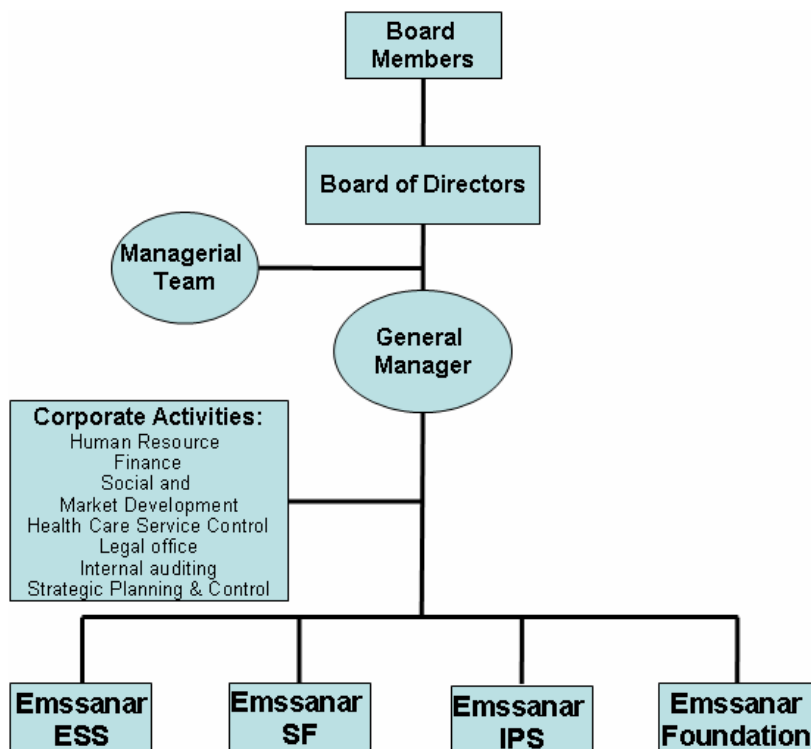 Board
Members
Board of Directors
Managerial
Team
General
Manager
Corporate Activities:
Human Resource
Finance
Social and
Market Development
Health Care Service Control
Legal office
Internal auditing
Strategic Planning & Control
Emssanar
ESS
Emssanar
SF
Emssanar
IPS
Emssanar
Foundation